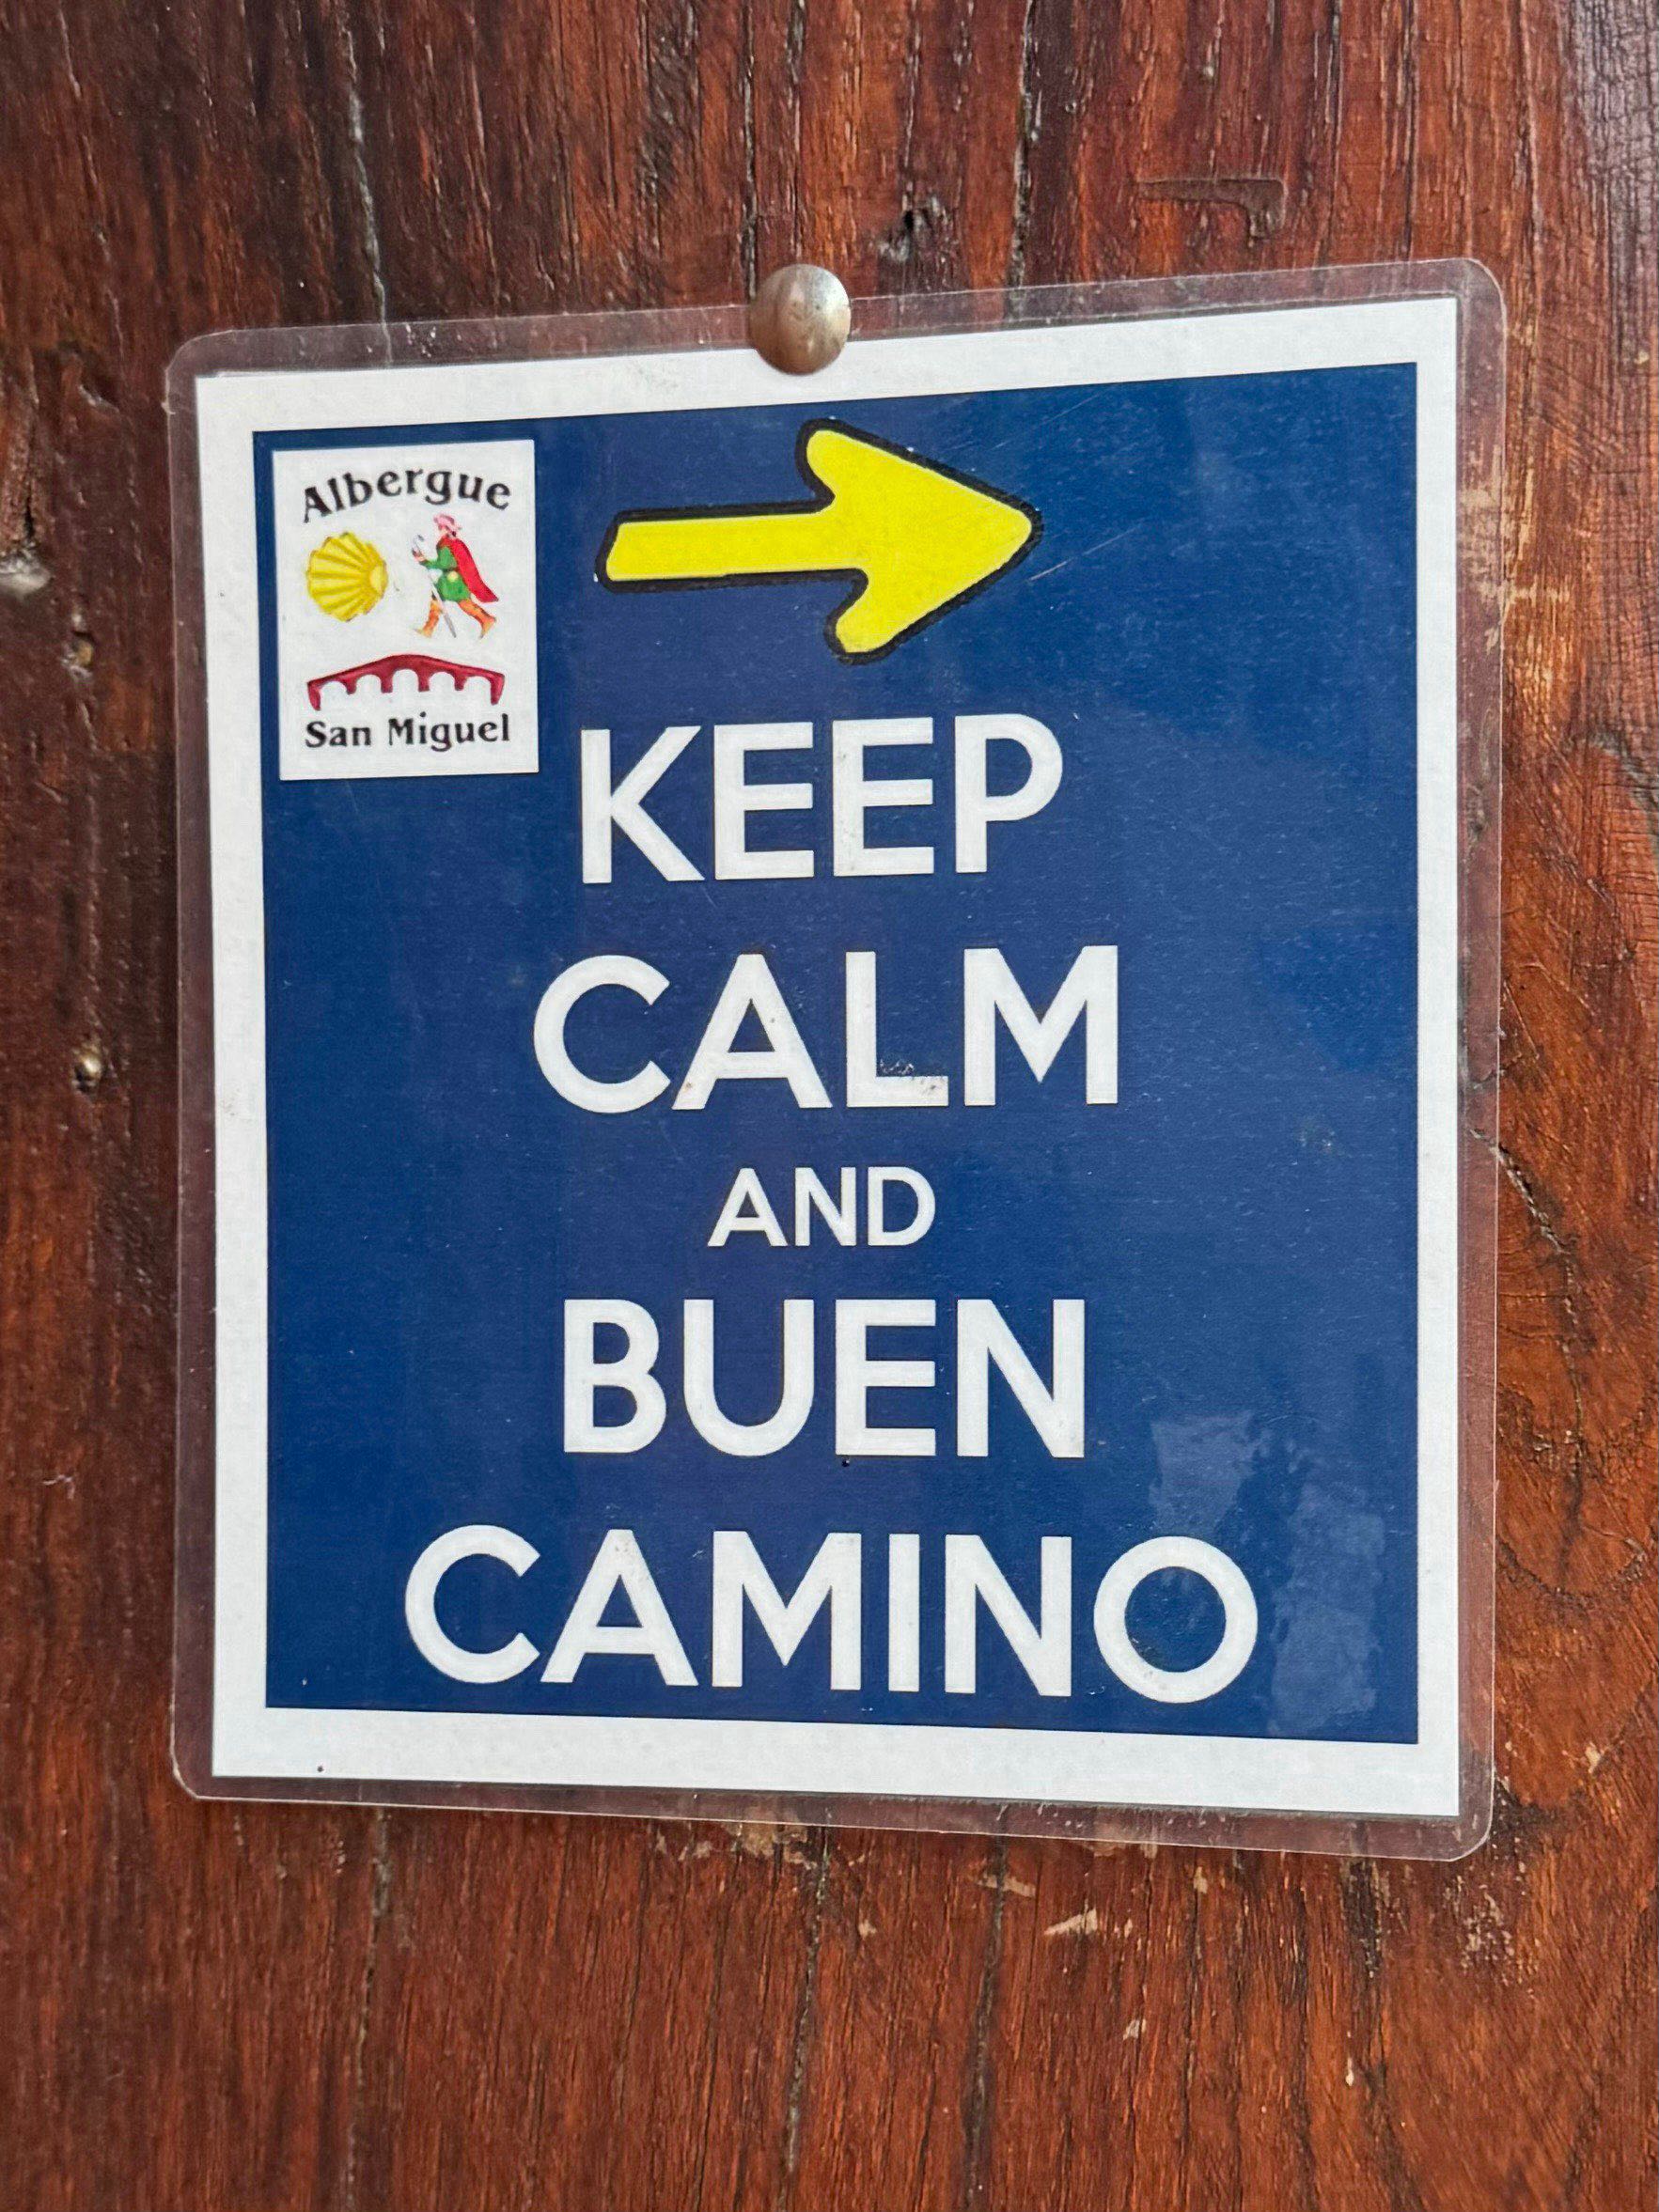 Albergue
San Miguel
KEEP
CALM
AND
BUEN
CAMINO